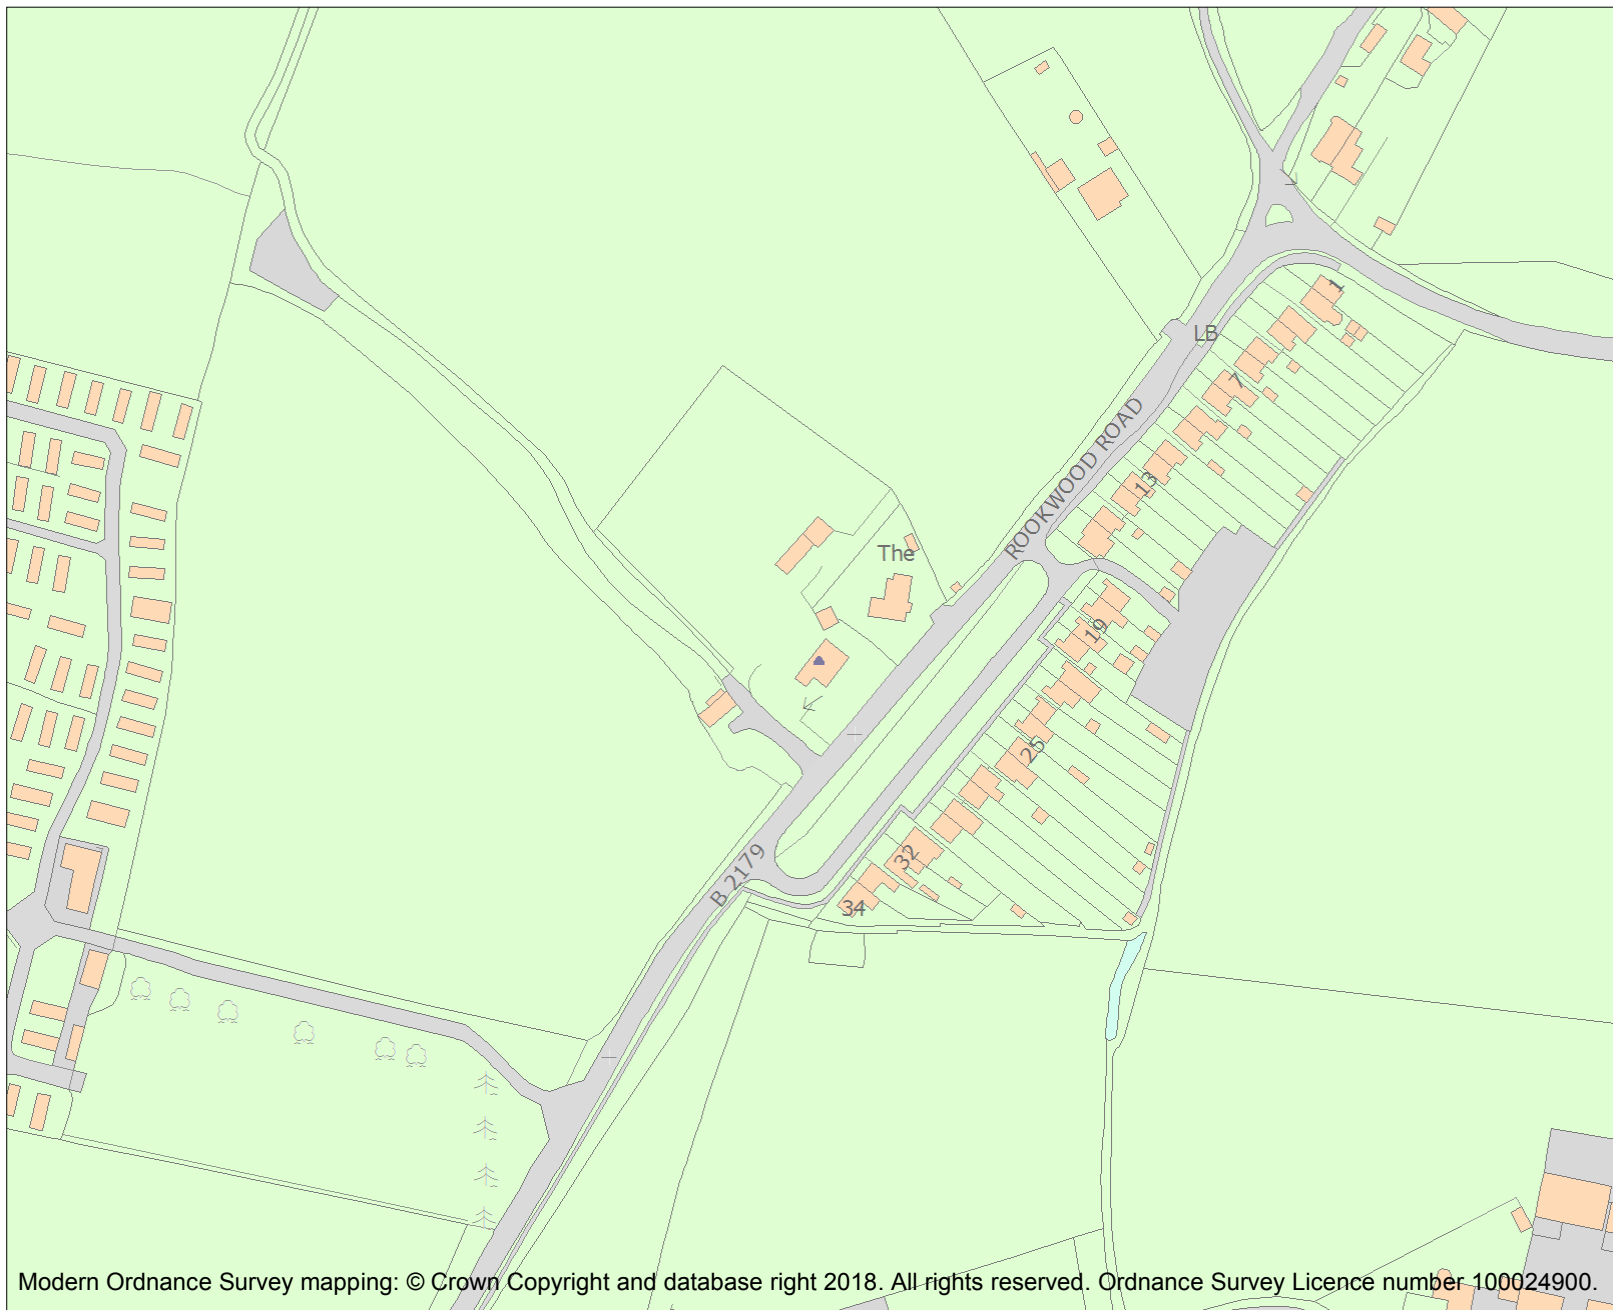 1
LB
7
ROOKWOOD ROAD
13
The
19
25
B 2179
32
34
Modern Ordnance Survey mapping: © Crown Copyright and database right 2018. All rights reserved. Ordnance Survey Licence number 100024900.